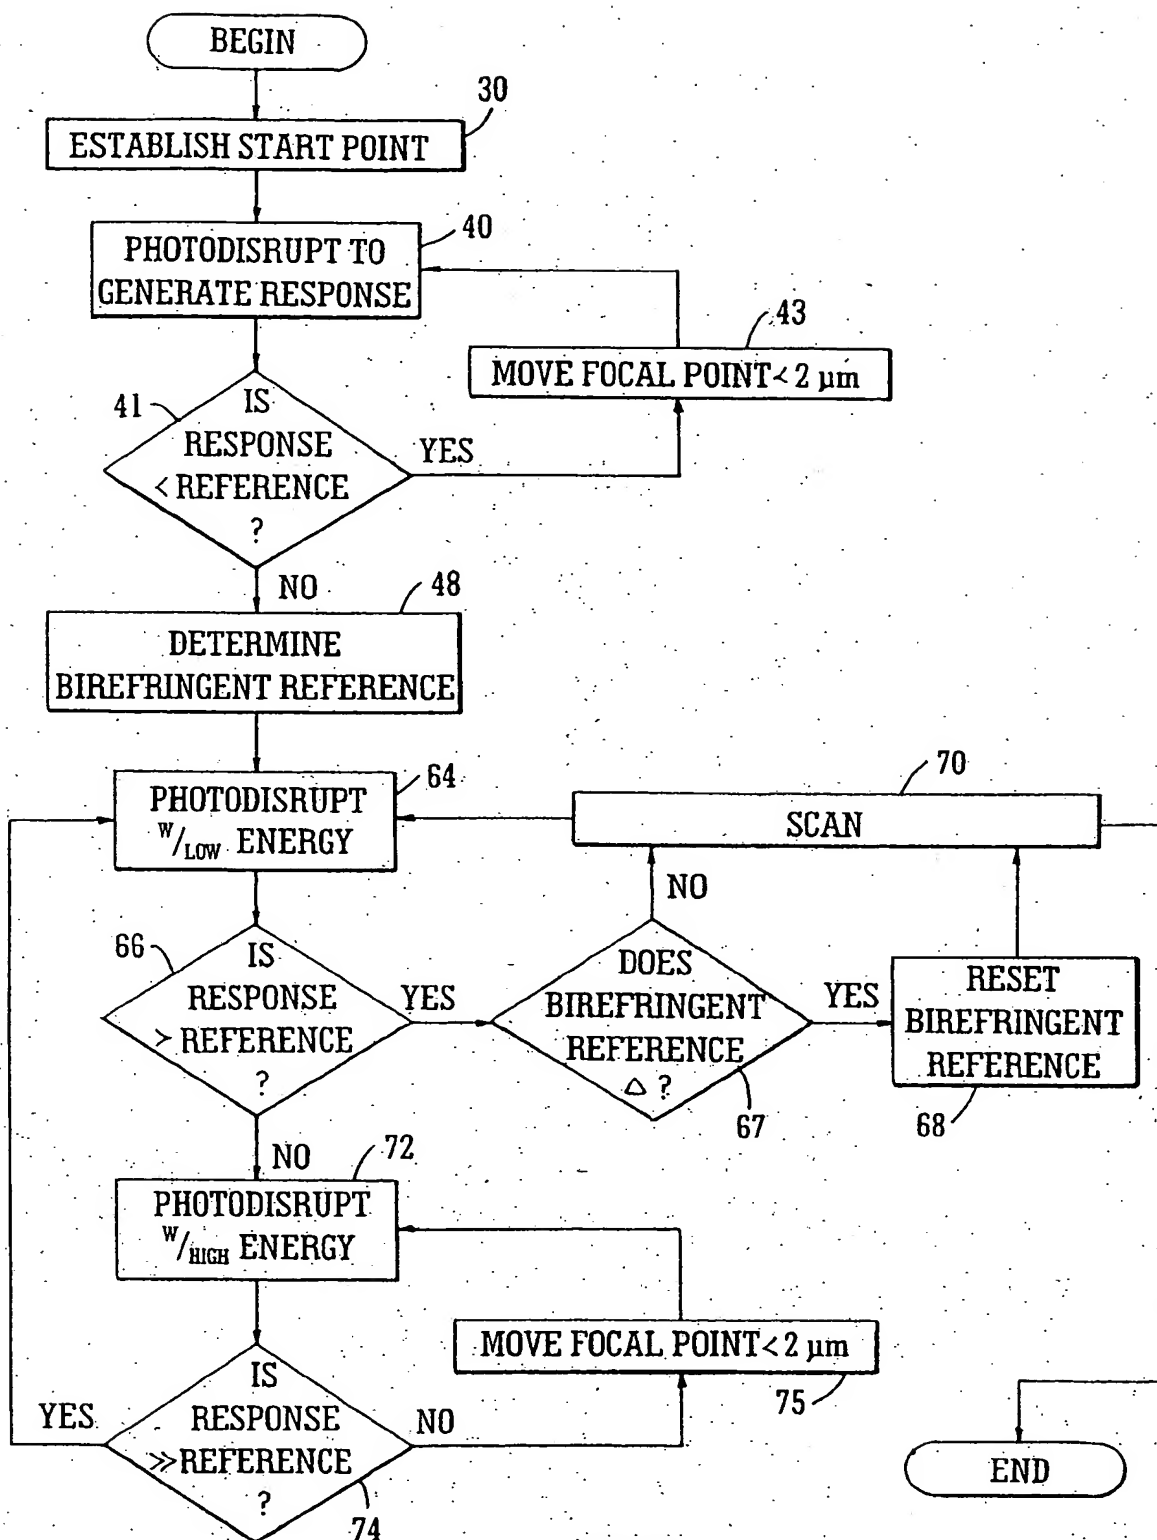 BEGIN
30
ESTABLISH START POINT
40
PHOTODISRUPT TO
GENERATE RESPONSE
43
MOVE FOCAL POINT < 2 µm
41
IS
RESPONSE
< REFERENCE
?
YES
NO
48
DETERMINE
BIREFRINGENT REFERENCE
64
PHOTODISRUPT
W/LOW ENERGY
70
SCAN
NO
66
IS
RESPONSE
> REFERENCE
?
YES
DOES
BIREFRINGENT
REFERENCE
△ ?
67
YES
RESET
BIREFRINGENT
REFERENCE
68
NO
72
PHOTODISRUPT
W/HIGH ENERGY
MOVE FOCAL POINT < 2 µm
75
YES
IS
RESPONSE
≫ REFERENCE
?
NO
74
END